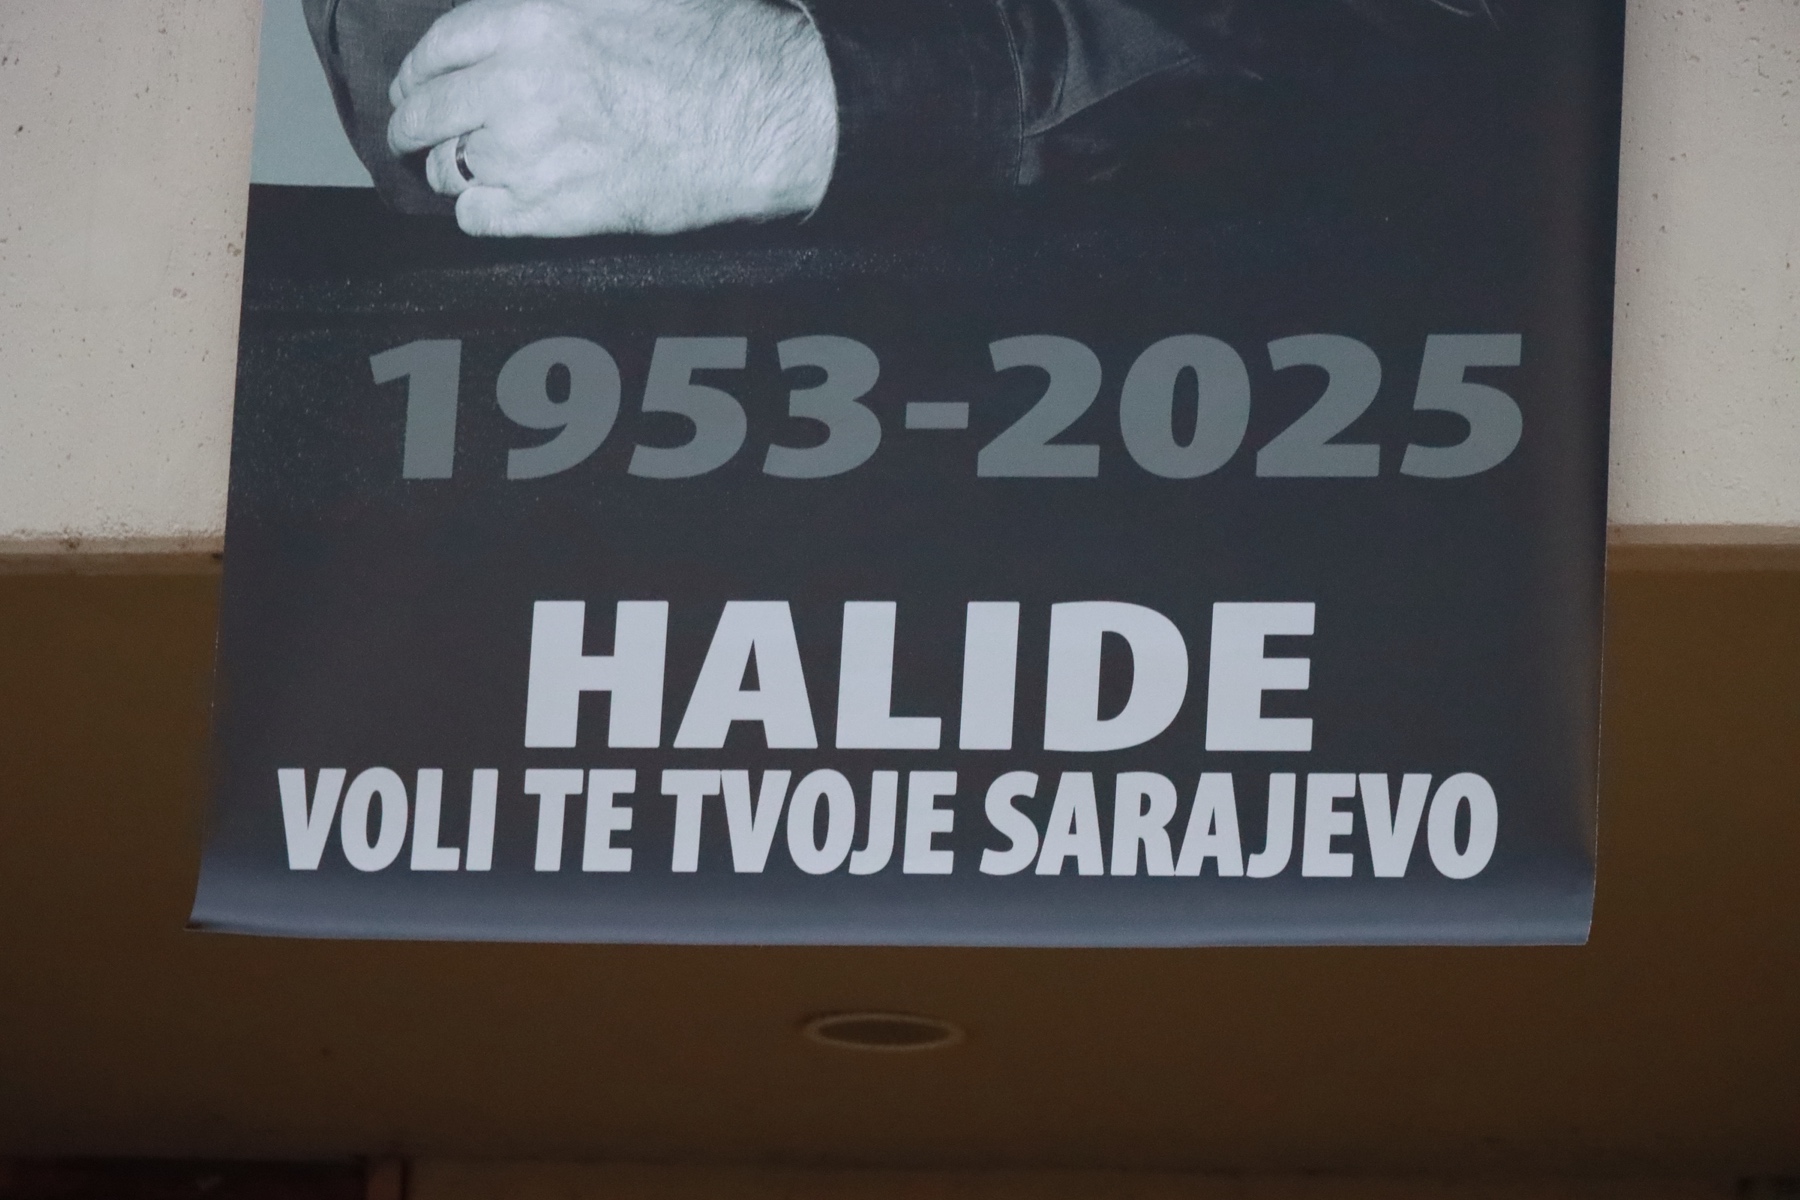 1953-2025
HALIDE
VOLI TE TVOJE SARAJEVO